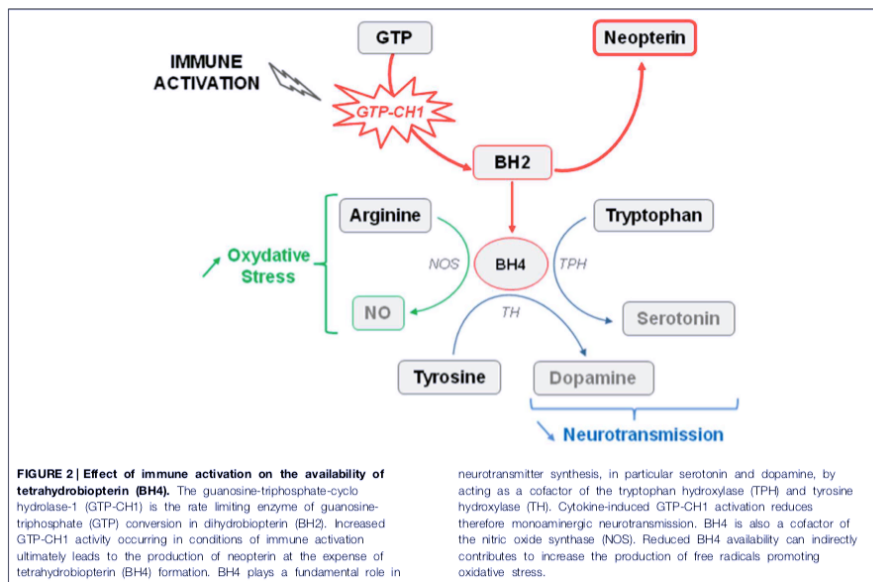 GTP
Neopterin
IMMUNE
ACTIVATION
GTP-CH1
BH2
Arginine
Tryptophan
Oxydative
Stress
NOS
BH4
TPH
NO
TH
Serotonin
Tyrosine
Dopamine
Neurotransmission
FIGURE 2 | Effect of immune activation on the availability of
tetrahydrobiopterin (BH4). The guanosine-triphosphate-cyclo
hydrolase-1 (GTP-CH1) is the rate limiting enzyme of guanosine-
triphosphate (GTP) conversion in dihydrobiopterin (BH2). Increased
GTP-CH1 activity occurring in conditions of immune activation
ultimately leads to the production of neopterin at the expense of
tetrahydrobiopterin (BH4) formation. BH4 plays a fundamental role in
neurotransmitter synthesis, in particular serotonin and dopamine, by
acting as a cofactor of the tryptophan hydroxylase (TPH) and tyrosine
hydroxylase (TH). Cytokine-induced GTP-CH1 activation reduces
therefore monoaminergic neurotransmission. BH4 is also a cofactor of
the nitric oxide synthase (NOS). Reduced BH4 availability can indirectly
contributes to increase the production of free radicals promoting
oxidative stress.